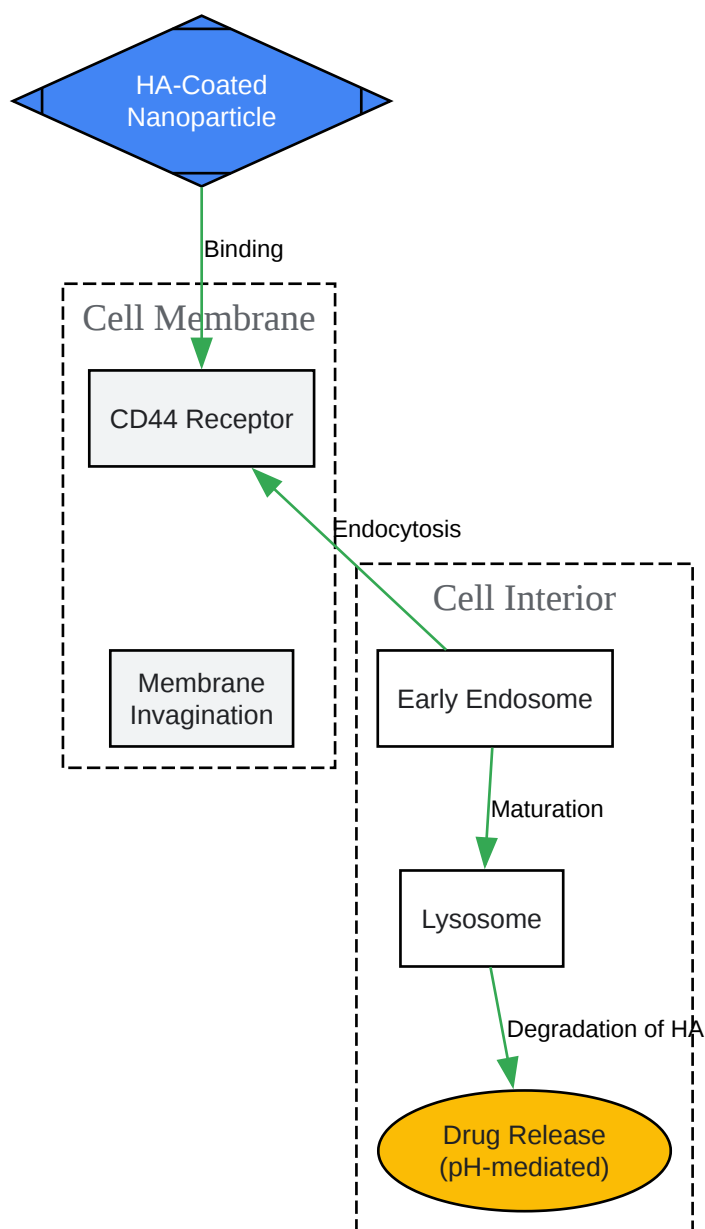 HA-Coated
Nanoparticle
Binding
Cell Membrane
CD44 Receptor
Endocytosis
Cell Interior
Membrane
Invagination
Early Endosome
Maturation
Lysosome
Degradation of HA
Drug Release
(pH-mediated)